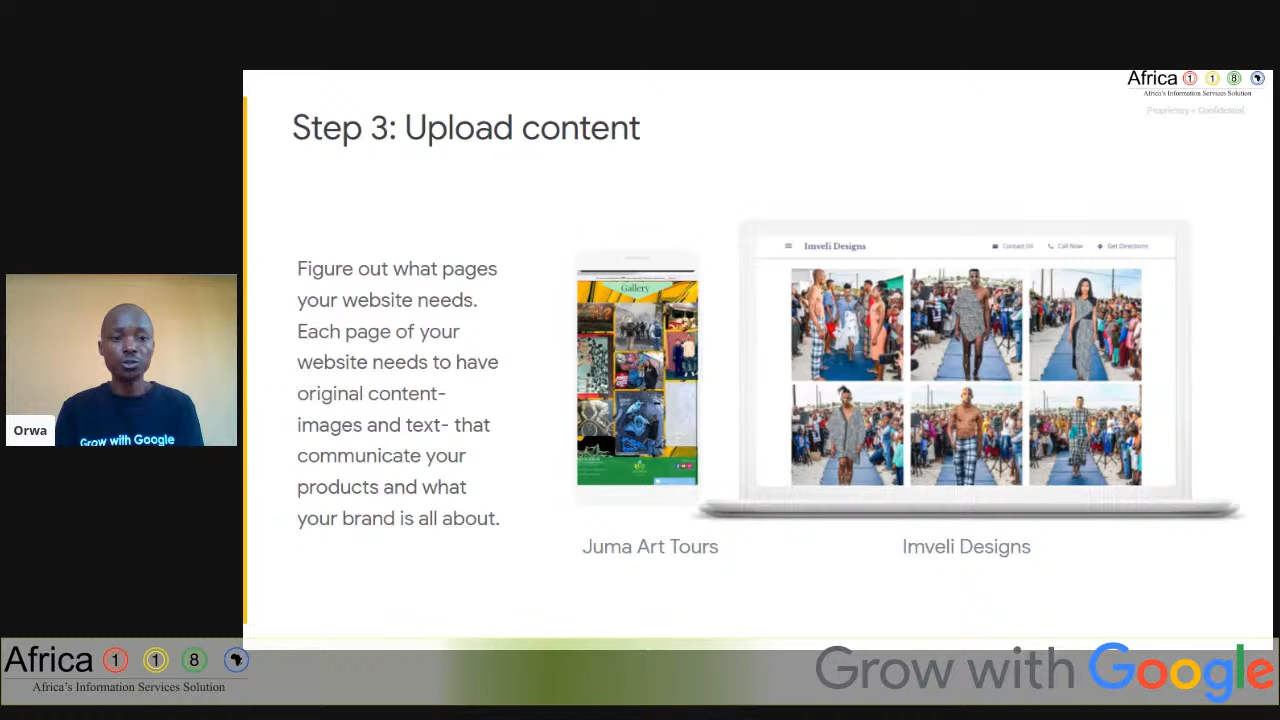 Africa 1 1 8
Africa's Information Services Solution
Proprietary + Confidential
Step 3: Upload content
Figure out what pages
your website needs.
Each page of your
website needs to have
original content-
images and text- that
communicate your
products and what
your brand is all about.
Gallery
Imveli Designs
Contact Us
Call Now
Get Directions
Juma Art Tours
Imveli Designs
Orwa
Grow with Google
Africa 1 1 8
Africa's Information Services Solution
Grow with Google